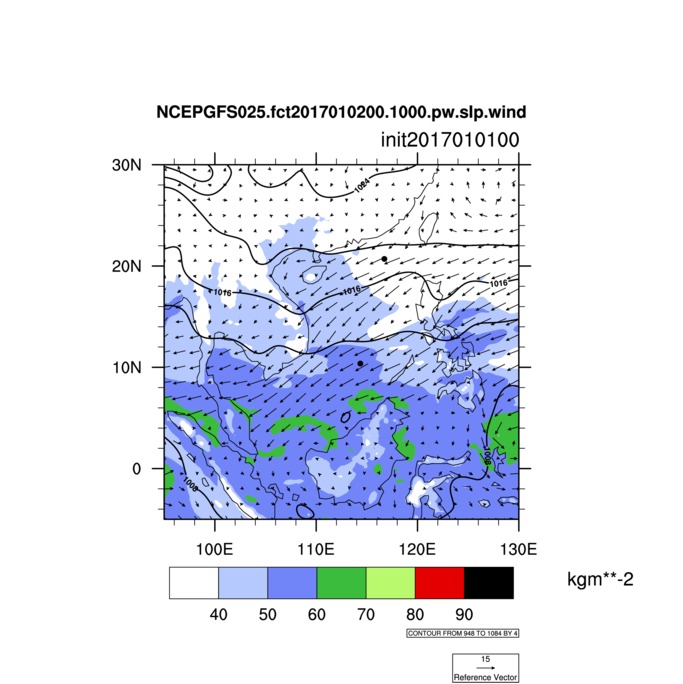 NCEPGFS025.fct2017010200.1000.pw.slp.wind
init2017010100
30N
1024
20N
1016
1016
1016
10N
0
1008
1008
100E 110E 120E 130E
kgm**-2
40 50 60 70 80 90
CONTOUR FROM 948 TO 1084 BY 4
15
Reference Vector